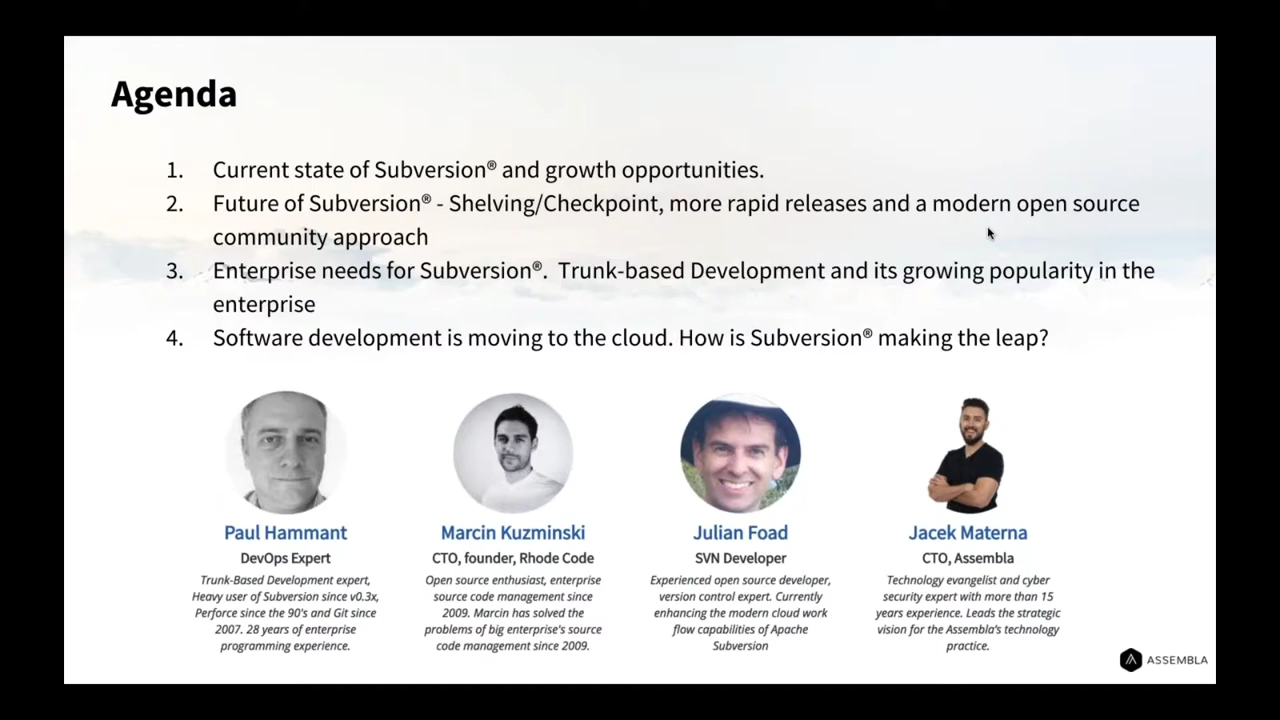 Agenda
1. Current state of Subversion® and growth opportunities.
2. Future of Subversion® - Shelving/Checkpoint, more rapid releases and a modern open source
community approach
3. Enterprise needs for Subversion®. Trunk-based Development and its growing popularity in the
enterprise
4. Software development is moving to the cloud. How is Subversion® making the leap?
Paul Hammant
DevOps Expert
Trunk-Based Development expert,
Heavy user of Subversion since v0.3x,
Perforce since the 90's and Git since
2007. 28 years of enterprise
programming experience.
Marcin Kuzminski
CTO, founder, Rhode Code
Open source enthusiast, enterprise
source code management since
2009. Marcin has solved the
problems of big enterprise's source
code management since 2009.
Julian Foad
SVN Developer
Experienced open source developer,
version control expert. Currently
enhancing the modern cloud work
flow capabilities of Apache
Subversion
Jacek Materna
CTO, Assembla
Technology evangelist and cyber
security expert with more than 15
years experience. Leads the strategic
vision for the Assembla's technology
practice.
ASSEMBLA